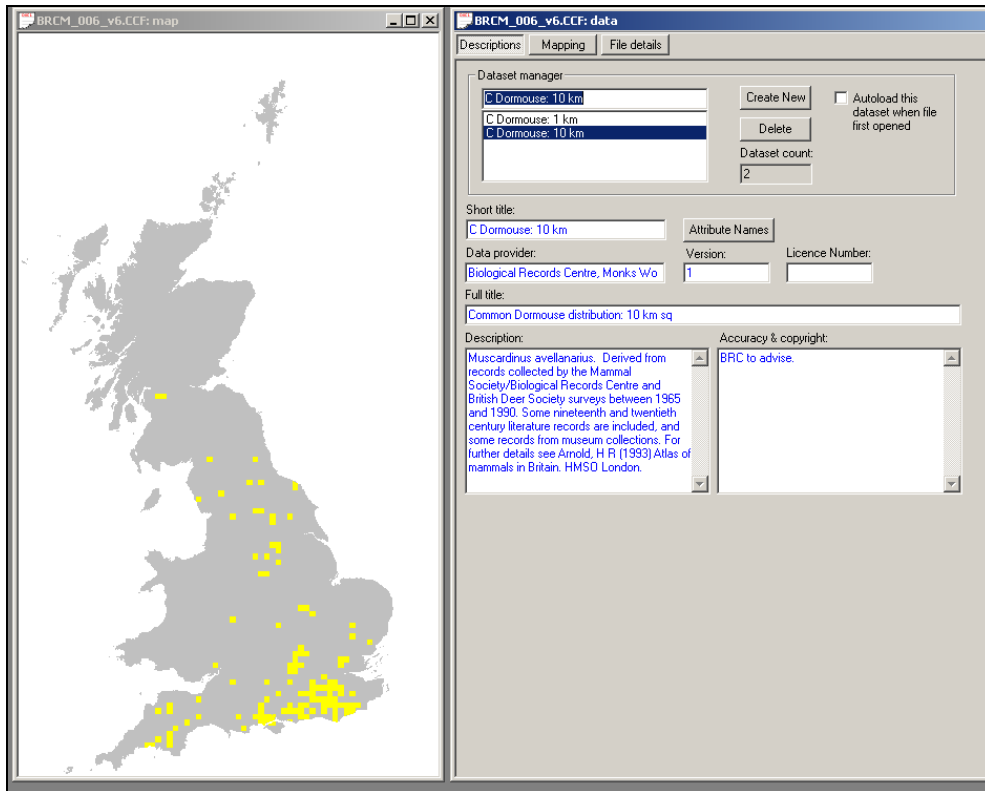 BRCM_006_v6.CCF: map
BRCM_006_v6.CCF: data
Descriptions
Mapping
File details
Dataset manager
C Dormouse: 10 km
C Dormouse: 1 km
C Dormouse: 10 km
Create New
Delete
Dataset count:
2
Autoload this
dataset when file
first opened
Short title:
C Dormouse: 10 km
Attribute Names
Data provider:
Biological Records Centre, Monks Wo
Version:
1
Licence Number:
Full title:
Common Dormouse distribution: 10 km sq
Description:
Muscardinus avellanarius. Derived from
records collected by the Mammal
Society/Biological Records Centre and
British Deer Society surveys between 1965
and 1990. Some nineteenth and twentieth
century literature records are included, and
some records from museum collections. For
further details see Arnold, H R (1993) Atlas of
mammals in Britain. HMSO London.
Accuracy & copyright:
BRC to advise.